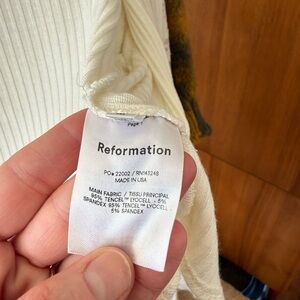 Reformation
PO# 22002 / RN143248
MADE IN USA
MAIN FABRIC / TISSU PRINCIPAL
95% TENCEL™ LYOCELL - 5%
SPANDEX 95% TENCEL™ LYOCELL
5% SPANDEX